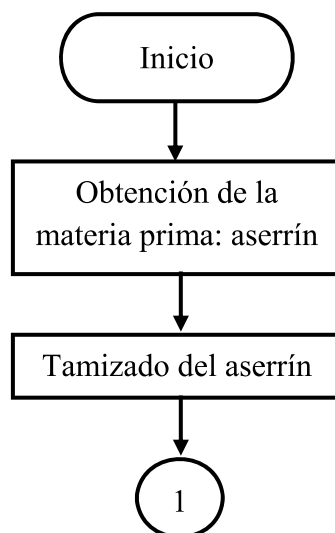 Inicio
Obtención de la
materia prima: aserrín
Tamizado del aserrín
1